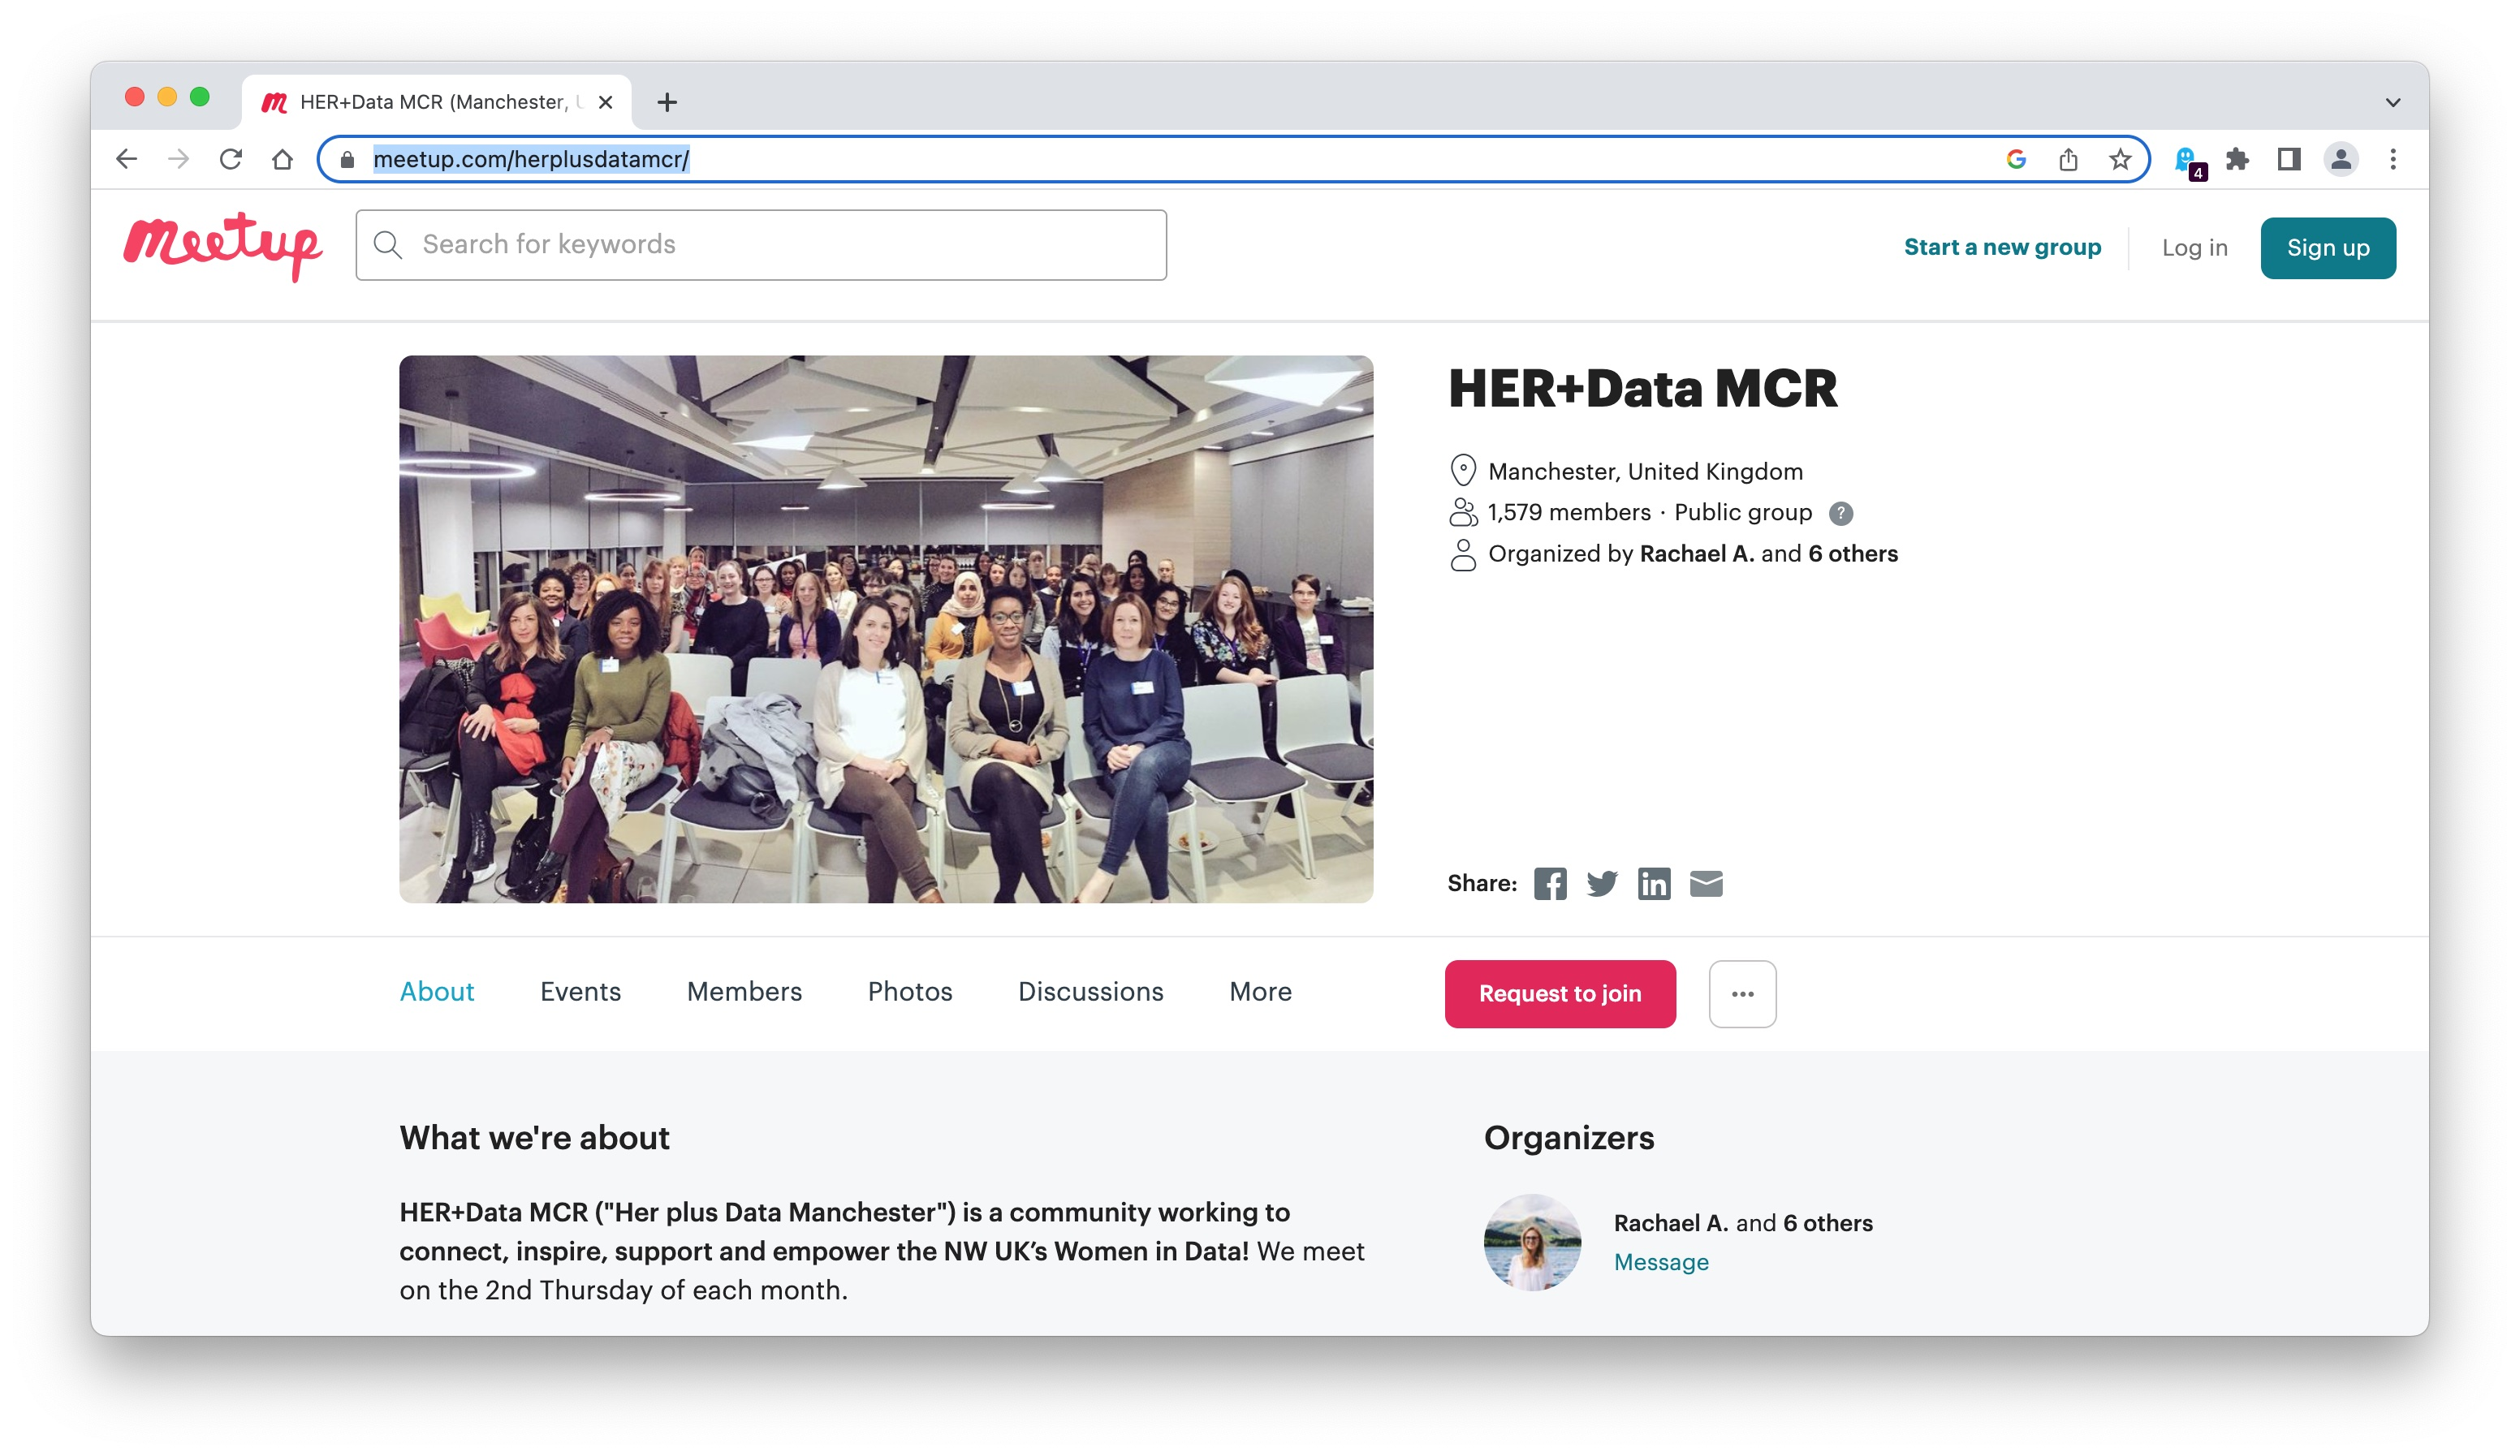 HER+Data MCR (Manchester,
meetup.com/herplusdatamcr/
4
meetup
Search for keywords
Start a new group
Log in
Sign up
HER+Data MCR
Manchester, United Kingdom
1,579 members · Public group ?
Organized by Rachael A. and 6 others
Share:
About
Events
Members
Photos
Discussions
More
Request to join
What we're about
HER+Data MCR ("Her plus Data Manchester") is a community working to
connect, inspire, support and empower the NW UK’s Women in Data! We meet
on the 2nd Thursday of each month.
Organizers
Rachael A. and 6 others
Message